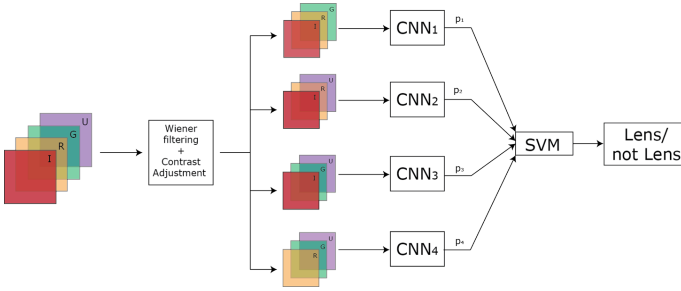 U
G
R
I
Wiener
filtering
+
Contrast
Adjustment
G
R
I
CNN1
p₁
U
R
I
CNN2
p₂
U
G
I
CNN3
p₃
U
G
R
CNN4
p₄
SVM
Lens/
not Lens